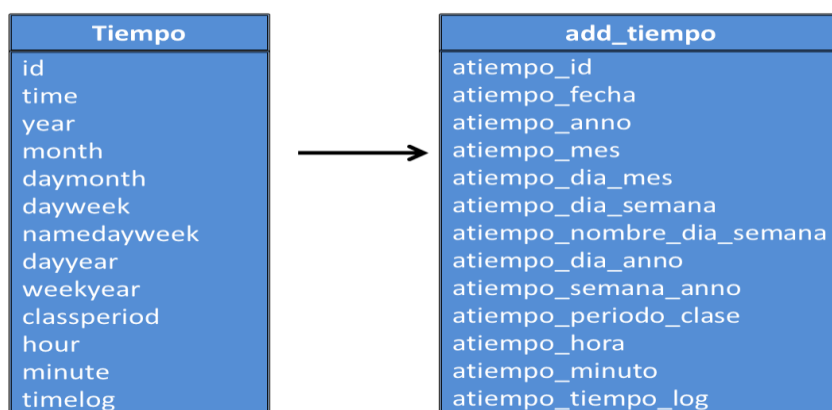 Tiempo
id
time
year
month
daymonth
dayweek
namedayweek
dayyear
weekyear
classperiod
hour
minute
timelog
add_tiempo
atiempo_id
atiempo_fecha
atiempo_anno
atiempo_mes
atiempo_dia_mes
atiempo_dia_semana
atiempo_nombre_dia_semana
atiempo_dia_anno
atiempo_semana_anno
atiempo_periodo_clase
atiempo_hora
atiempo_minuto
atiempo_tiempo_log